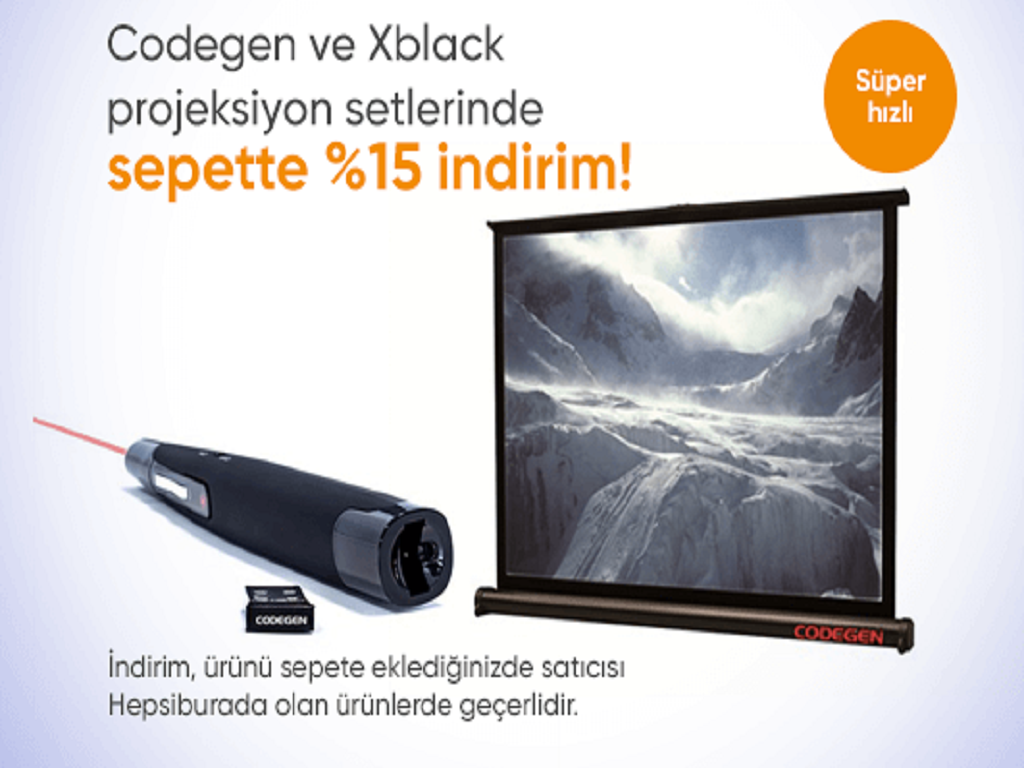 Codegen ve Xblack
projeksiyon setlerinde
sepette %15 indirim!
Süper
hızlı
CODEGEN
CODEGEN
İndirim, ürünü sepete eklediğinizde satıcısı
Hepsiburada olan ürünlerde geçerlidir.